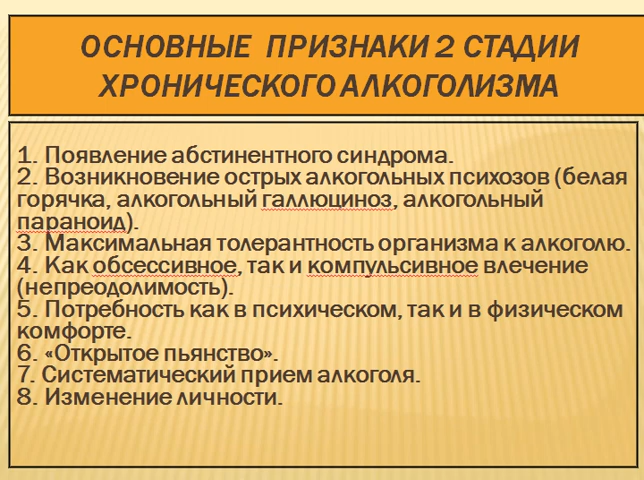 ОСНОВНЫЕ ПРИЗНАКИ 2 СТАДИИ
ХРОНИЧЕСКОГО АЛКОГОЛИЗМА
1. Появление абстинентного синдрома.
2. Возникновение острых алкогольных психозов (белая
горячка, алкогольный галлюциноз, алкогольный
параноид).
3. Максимальная толерантность организма к алкоголю.
4. Как обсессивное, так и компульсивное влечение
(непреодолимость).
5. Потребность как в психическом, так и в физическом
комфорте.
6. «Открытое пьянство».
7. Систематический прием алкоголя.
8. Изменение личности.